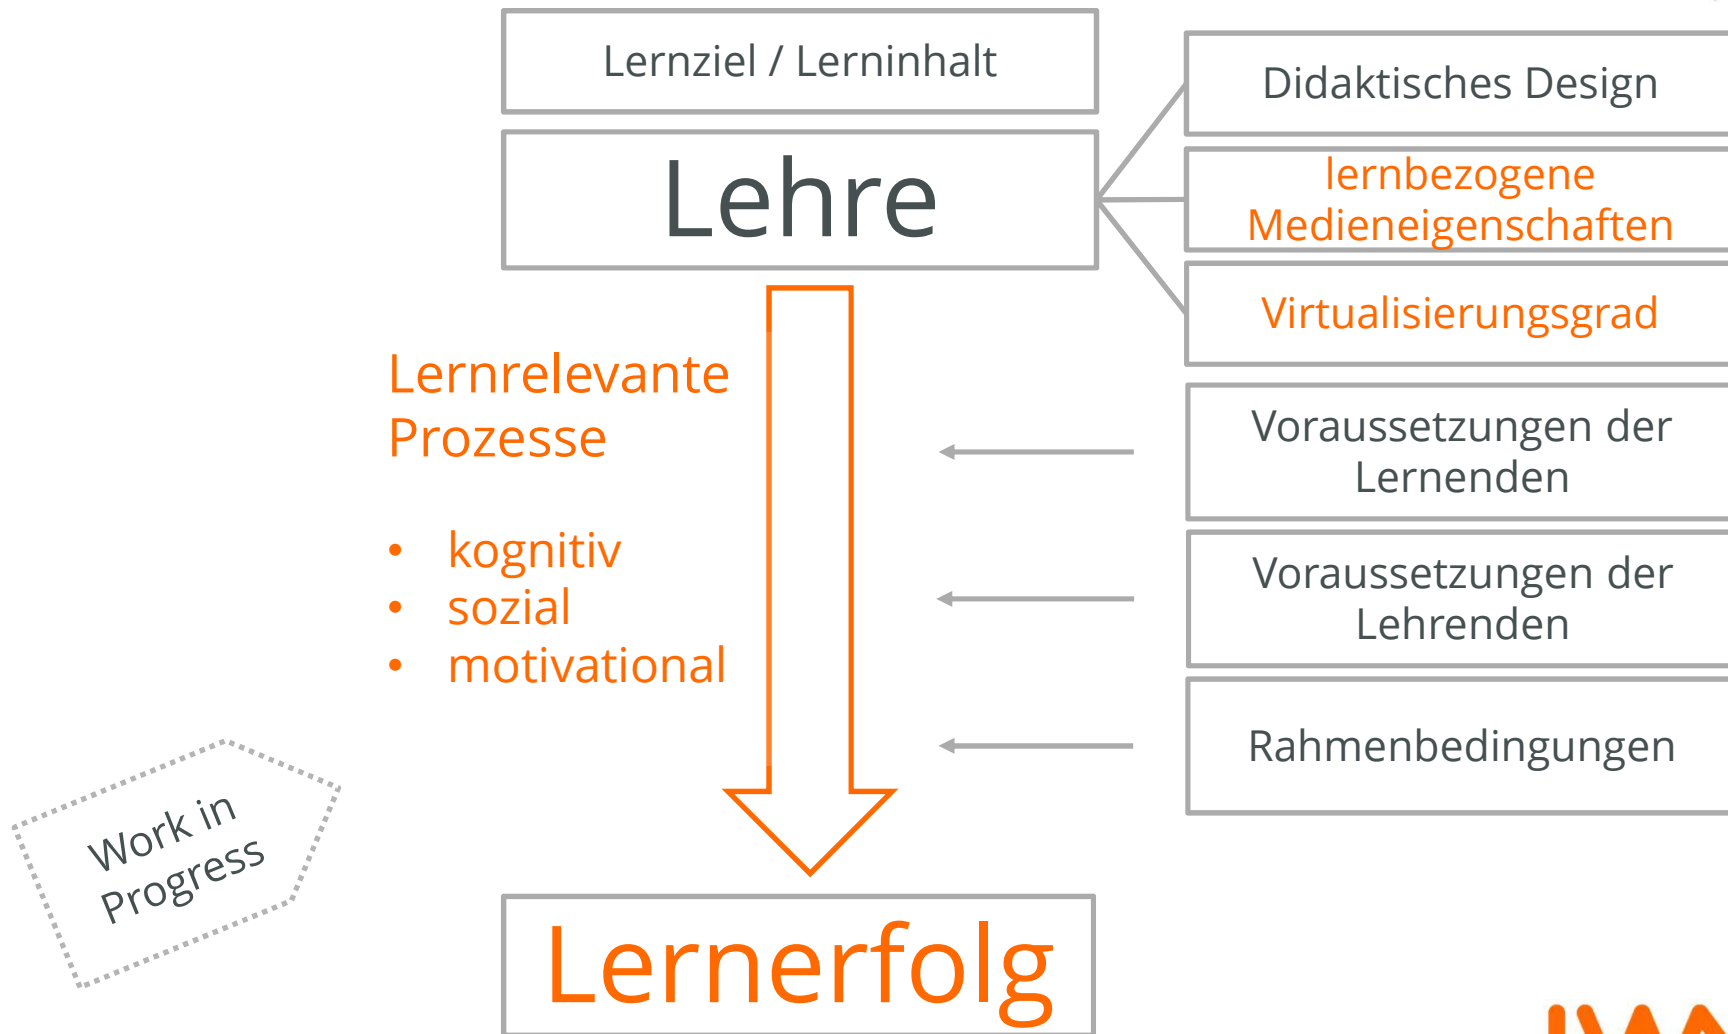 Lernziel / Lerninhalt
Lehre
Didaktisches Design
lernbezogene
Medieneigenschaften
Virtualisierungsgrad
Lernrelevante
Prozesse
• kognitiv
• sozial
• motivational
Voraussetzungen der
Lernenden
Voraussetzungen der
Lehrenden
Rahmenbedingungen
Work in
Progress
Lernerfolg